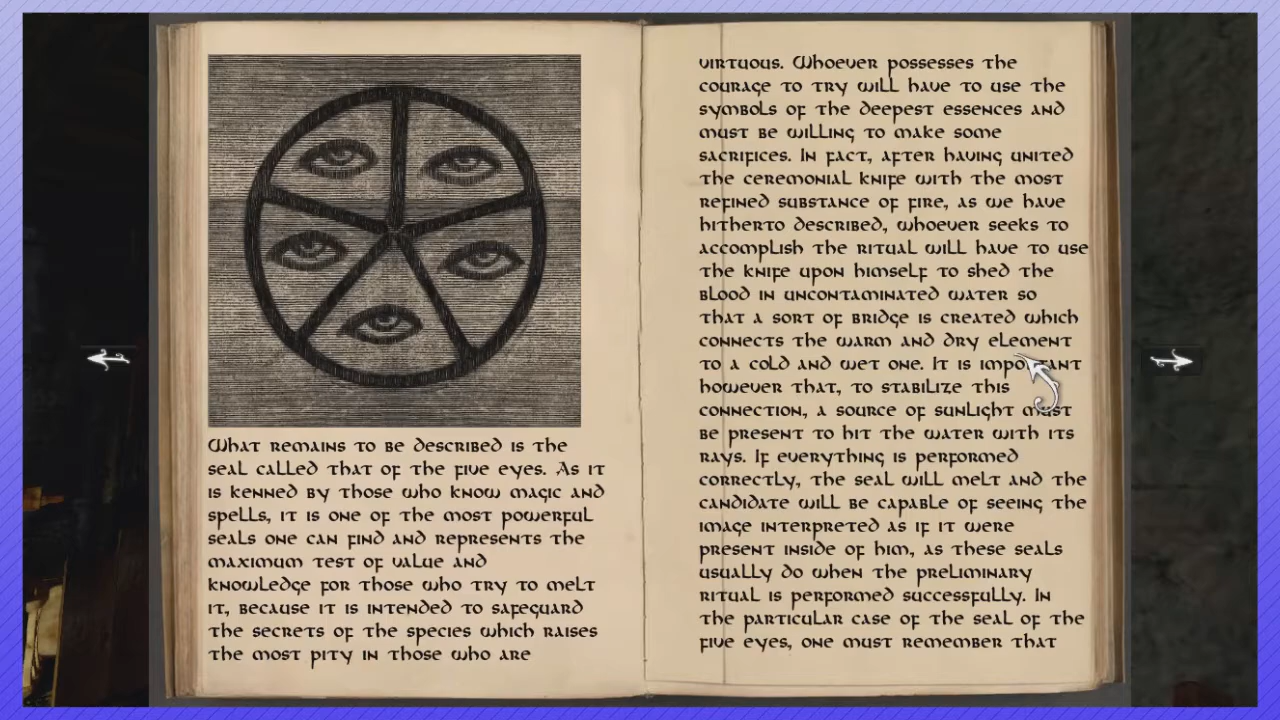 What remains to be described is the
seal called that of the five eyes. As it
is kenned by those who know magic and
spells, it is one of the most powerful
seals one can find and represents the
maximum test of value and
knowledge for those who try to melt
it, because it is intended to safeguard
the secrets of the species which raises
the most pity in those who are
virtuous. Whoever possesses the
courage to try will have to use the
symbols of the deepest essences and
must be willing to make some
sacrifices. In fact, after having united
the ceremonial knife with the most
refined substance of fire, as we have
hitherto described, whoever seeks to
accomplish the ritual will have to use
the knife upon himself to shed the
blood in uncontaminated water so
that a sort of bridge is created which
connects the warm and dry element
to a cold and wet one. It is important
however that, to stabilize this
connection, a source of sunlight must
be present to hit the water with its
rays. If everything is performed
correctly, the seal will melt and the
candidate will be capable of seeing the
image interpreted as if it were
present inside of him, as these seals
usually do when the preliminary
ritual is performed successfully. In
the particular case of the seal of the
five eyes, one must remember that